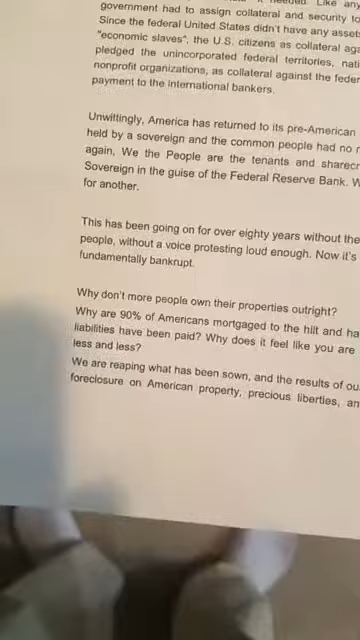 needed. Like any
government had to assign collateral and security to
Since the federal United States didn't have any assets
"economic slaves", the U.S. citizens as collateral aga
pledged the unincorporated federal territories, nati
nonprofit organizations, as collateral against the feder
payment to the international bankers.
Unwittingly, America has returned to its pre-American
held by a sovereign and the common people had no r
again, We the People are the tenants and sharecr
Sovereign in the guise of the Federal Reserve Bank. W
for another.
This has been going on for over eighty years without the
people, without a voice protesting loud enough. Now it's
fundamentally bankrupt.
Why don't more people own their properties outright?
Why are 90% of Americans mortgaged to the hilt and ha
liabilities have been paid? Why does it feel like you are
less and less?
We are reaping what has been sown, and the results of ou
foreclosure on American property, precious liberties, an